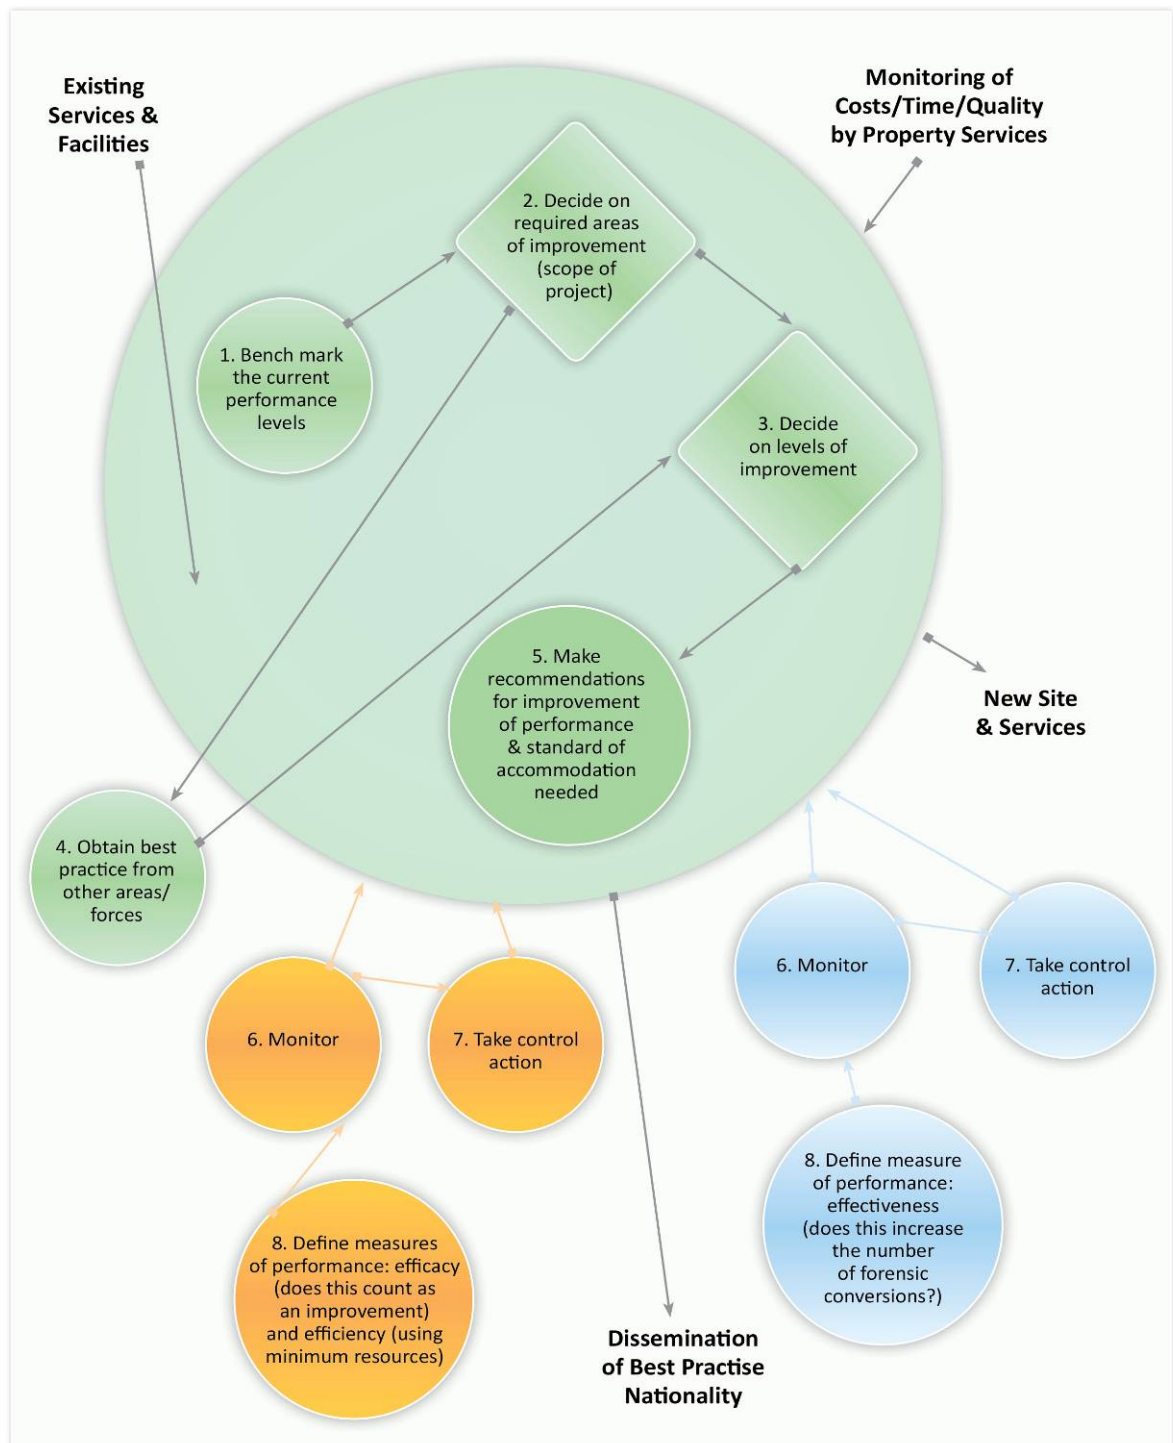 Existing
Services &
Facilities
Monitoring of
Costs/Time/Quality
by Property Services
2. Decide on
required areas
of improvement
(scope of
project)
1. Bench mark
the current
performance
levels
3. Decide
on levels of
improvement
5. Make
recommendations
for improvement
of performance
& standard of
accommodation
needed
New Site
& Services
4. Obtain best
practice from
other areas/
forces
6. Monitor
7. Take control
action
6. Monitor
7. Take control
action
8. Define measures
of performance: efficacy
(does this count as
an improvement)
and efficiency (using
minimum resources)
8. Define measure
of performance:
effectiveness
(does this increase
the number
of forensic
conversions?)
Dissemination
of Best Practise
Nationality